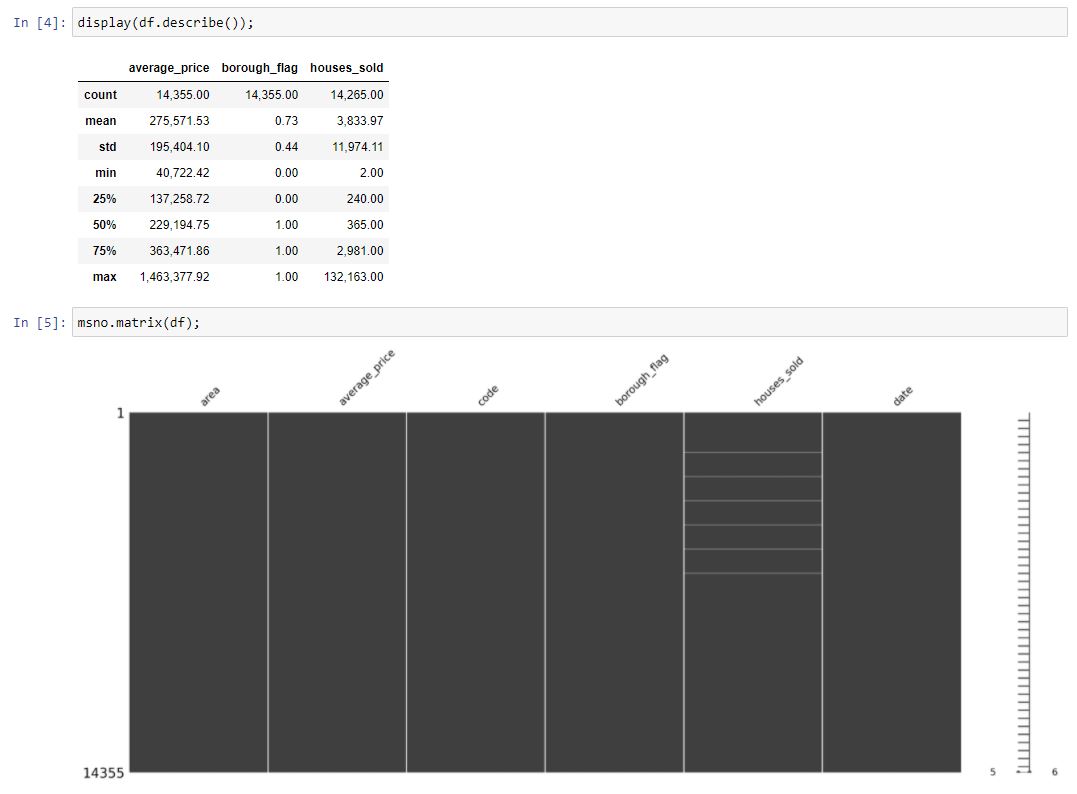 In [4]: display(df.describe());
average_price borough_flag houses_sold
count 14,355.00 14,355.00 14,265.00
mean 275,571.53 0.73 3,833.97
std 195,404.10 0.44 11,974.11
min 40,722.42 0.00 2.00
25% 137,258.72 0.00 240.00
50% 229,194.75 1.00 365.00
75% 363,471.86 1.00 2,981.00
max 1,463,377.92 1.00 132,163.00
In [5]: msno.matrix(df);
area average_price code borough_flag houses_sold date
1
14355
5 6